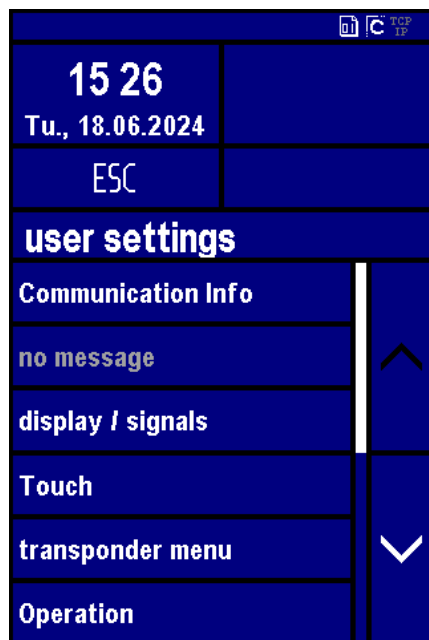 TCP
IP
15 26
Tu., 18.06.2024
ESC
user settings
Communication Info
no message
display / signals
Touch
transponder menu
Operation